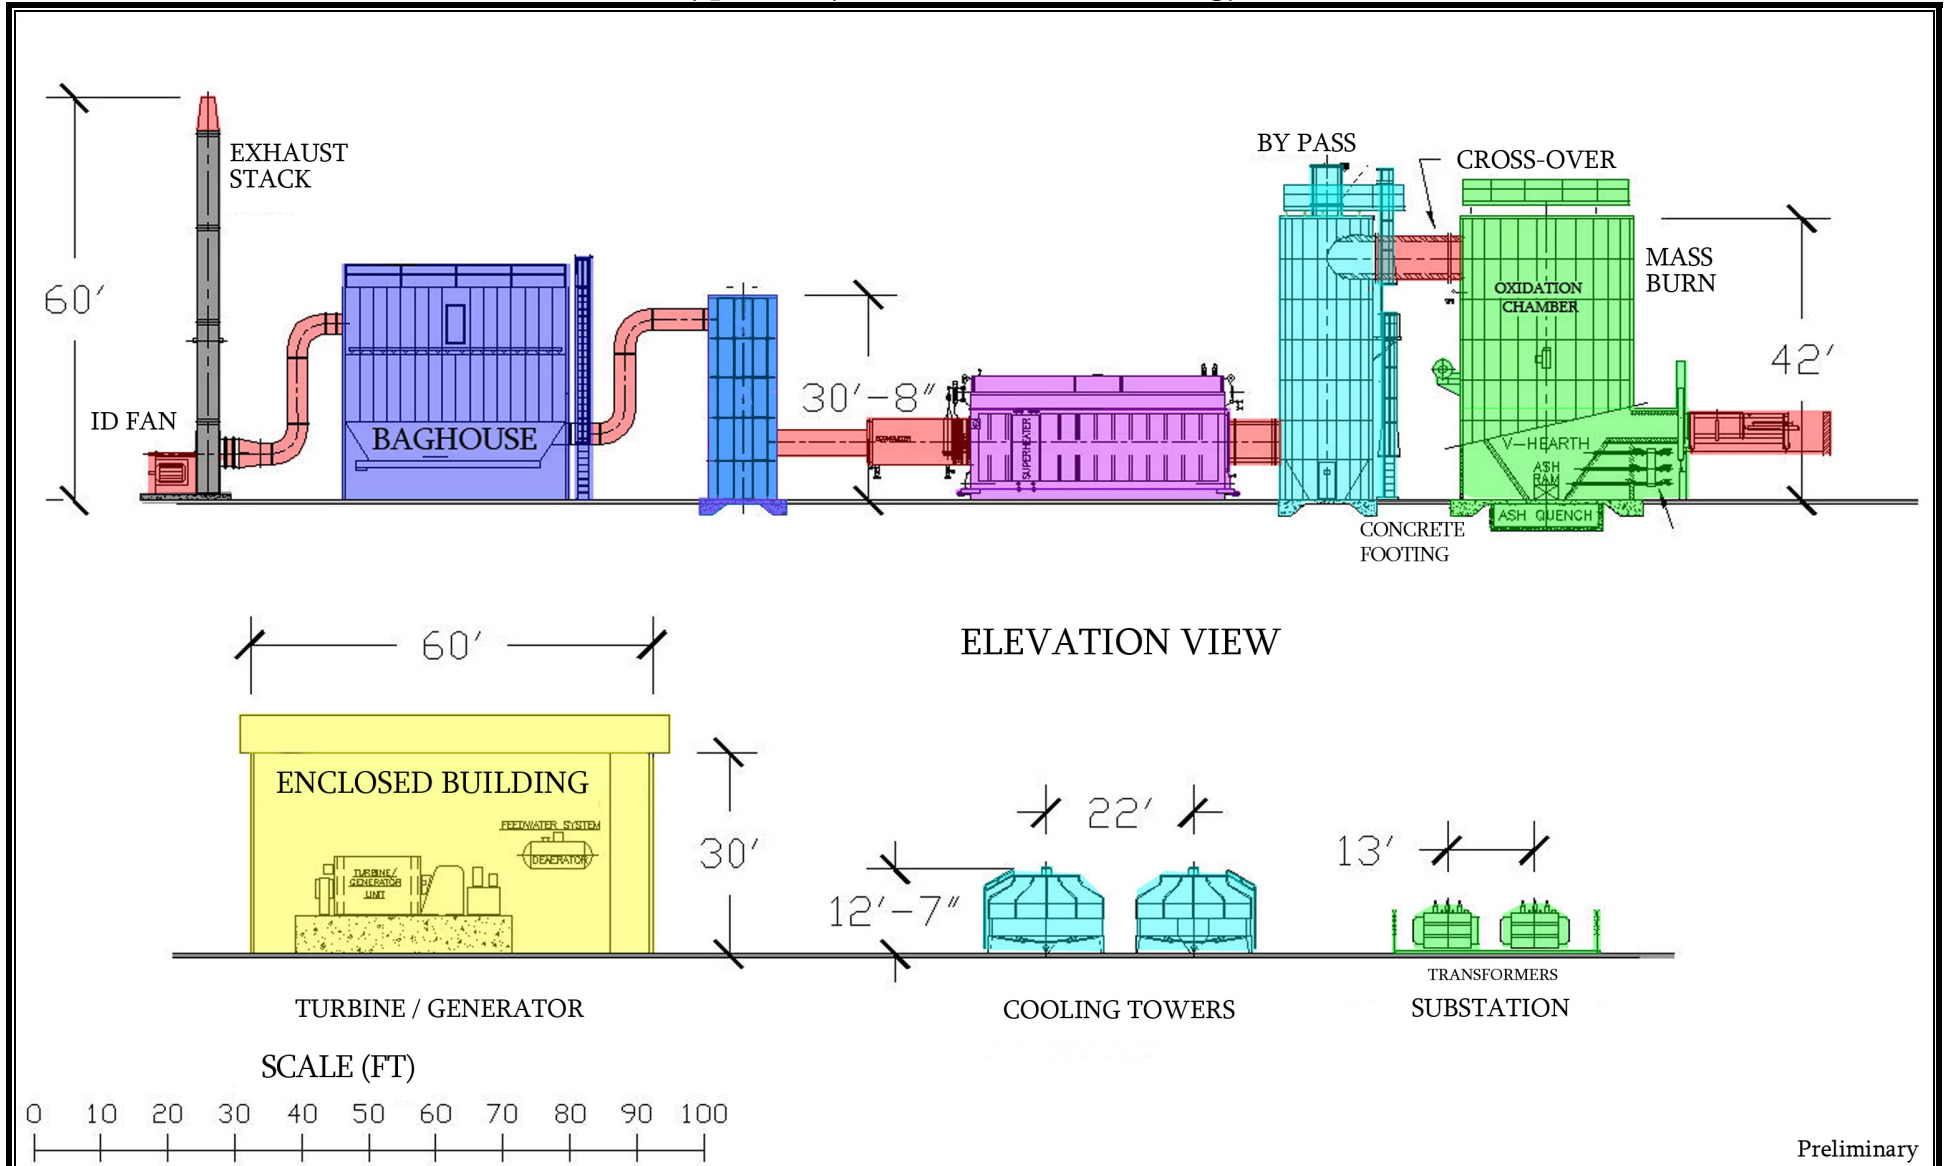 EXHAUST
STACK
60'
ID FAN
BAGHOUSE
30'-8"
SUPERHEATER
BY PASS
CROSS-OVER
OXIDATION
CHAMBER
MASS
BURN
42'
V-HEARTH
ASH
RAM
ASH QUENCH
CONCRETE
FOOTING
60'
ELEVATION VIEW
ENCLOSED BUILDING
FEEDWATER SYSTEM
DEAERATOR
TURBINE/
GENERATOR
UNIT
30'
22'
12'-7"
13'
TURBINE / GENERATOR
COOLING TOWERS
TRANSFORMERS
SUBSTATION
SCALE (FT)
0 10 20 30 40 50 60 70 80 90 100
Preliminary